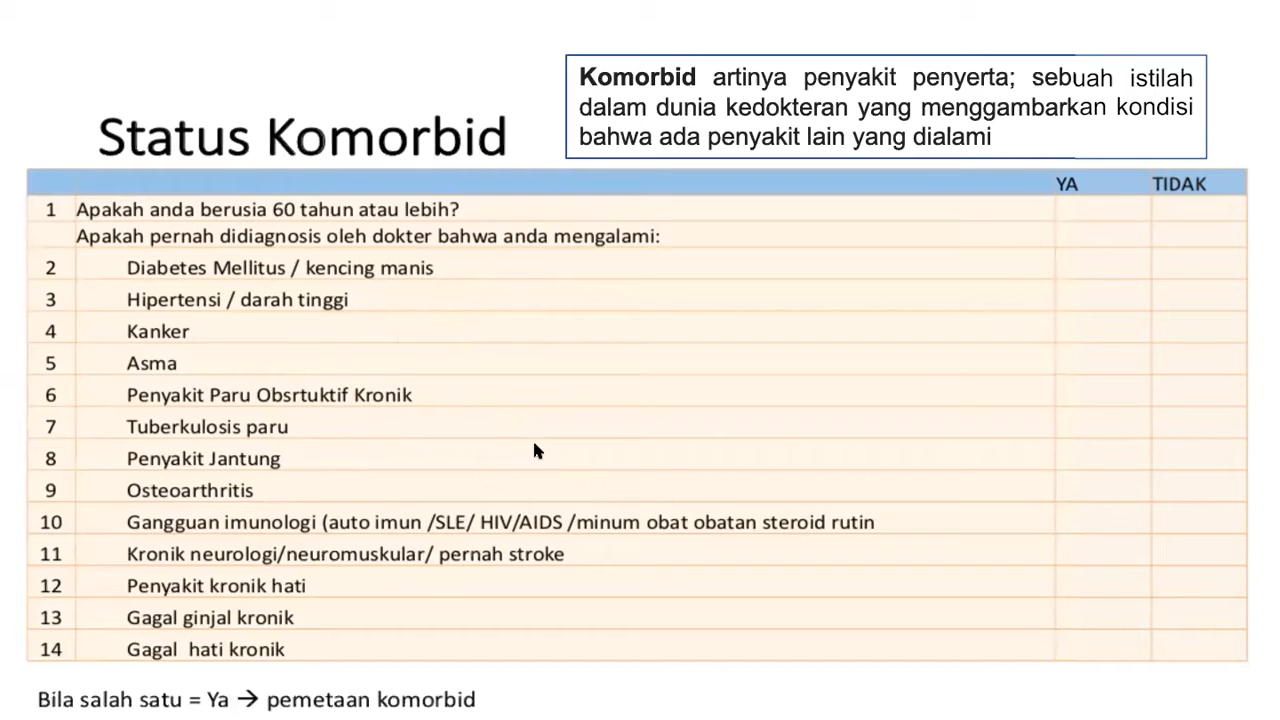 Komorbid artinya penyakit penyerta; sebuah istilah
dalam dunia kedokteran yang menggambarkan kondisi
bahwa ada penyakit lain yang dialami
Status Komorbid
YA TIDAK
1 Apakah anda berusia 60 tahun atau lebih?
Apakah pernah didiagnosis oleh dokter bahwa anda mengalami:
2 Diabetes Mellitus / kencing manis
3 Hipertensi / darah tinggi
4 Kanker
5 Asma
6 Penyakit Paru Obsrtuktif Kronik
7 Tuberkulosis paru
8 Penyakit Jantung
9 Osteoarthritis
10 Gangguan imunologi (auto imun /SLE/ HIV/AIDS /minum obat obatan steroid rutin
11 Kronik neurologi/neuromuskular/ pernah stroke
12 Penyakit kronik hati
13 Gagal ginjal kronik
14 Gagal hati kronik
Bila salah satu = Ya → pemetaan komorbid